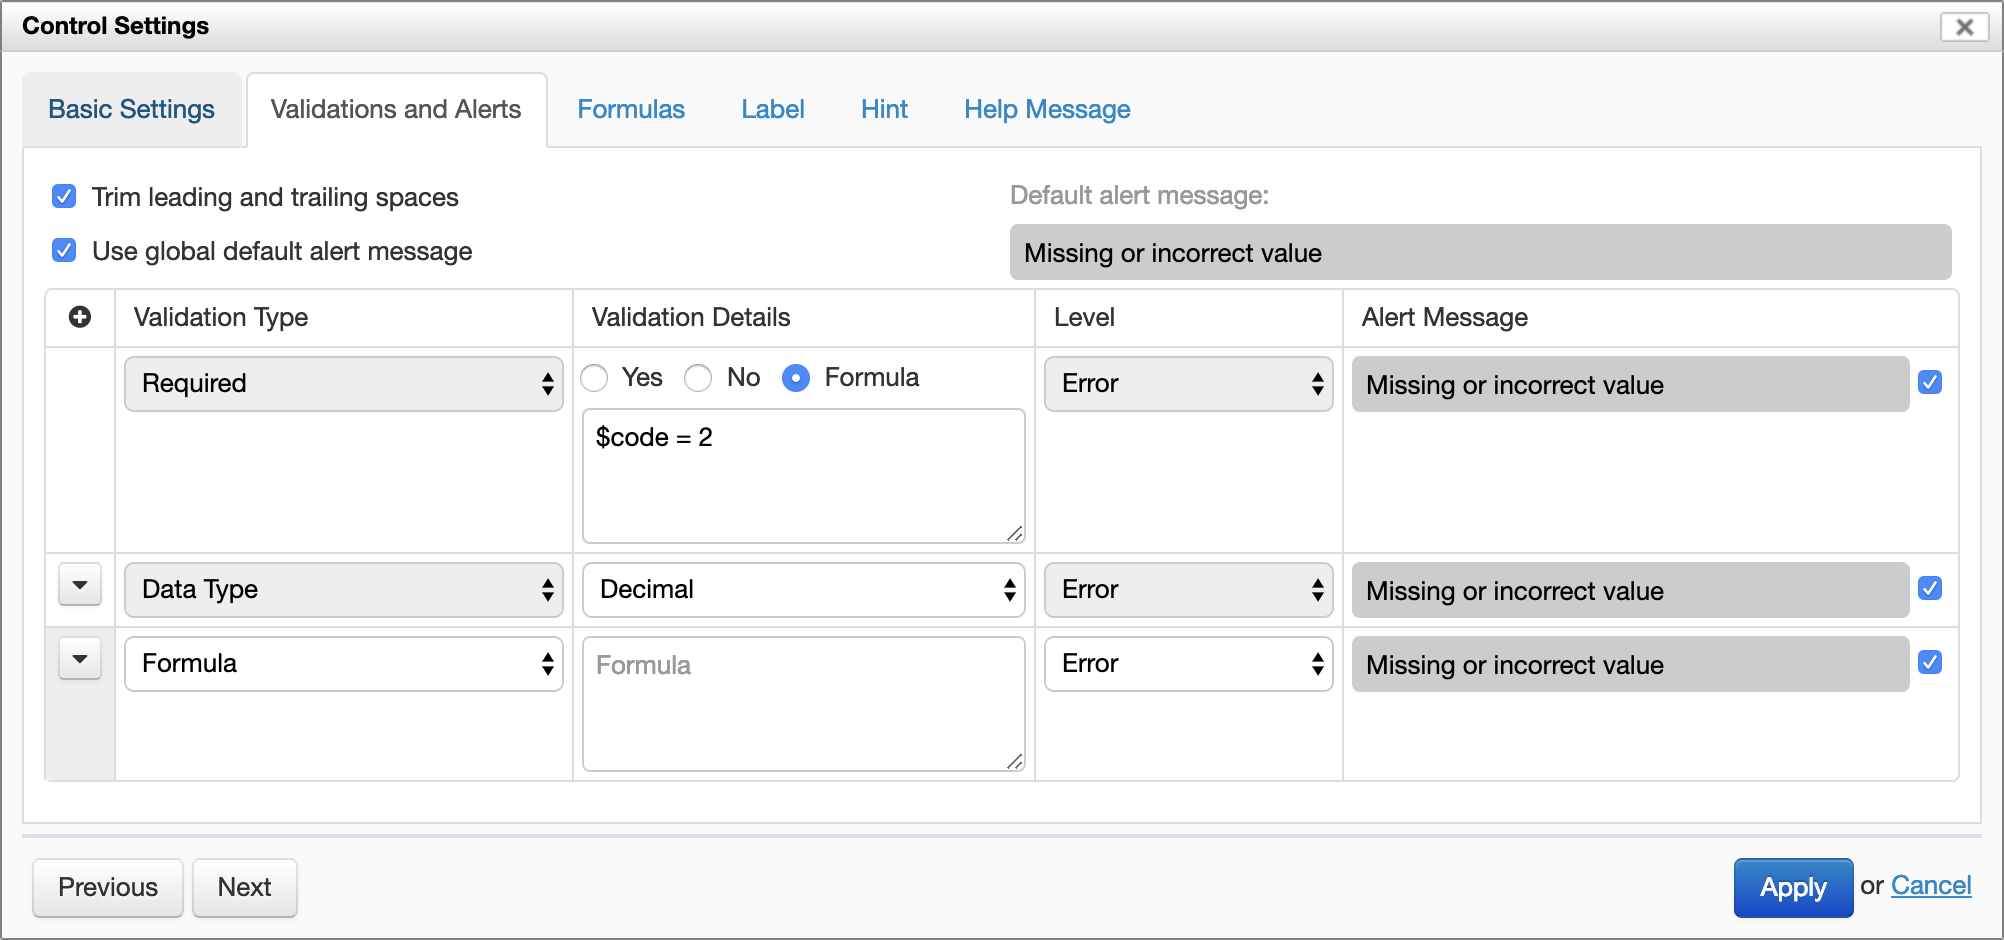 Control Settings
Basic Settings
Validations and Alerts
Formulas
Label
Hint
Help Message
Trim leading and trailing spaces
Default alert message:
Use global default alert message
Missing or incorrect value
Validation Type
Validation Details
Level
Alert Message
Required
Yes
No
Formula
Error
Missing or incorrect value
$code = 2
Data Type
Decimal
Error
Missing or incorrect value
Formula
Formula
Error
Missing or incorrect value
Previous
Next
Apply
or Cancel